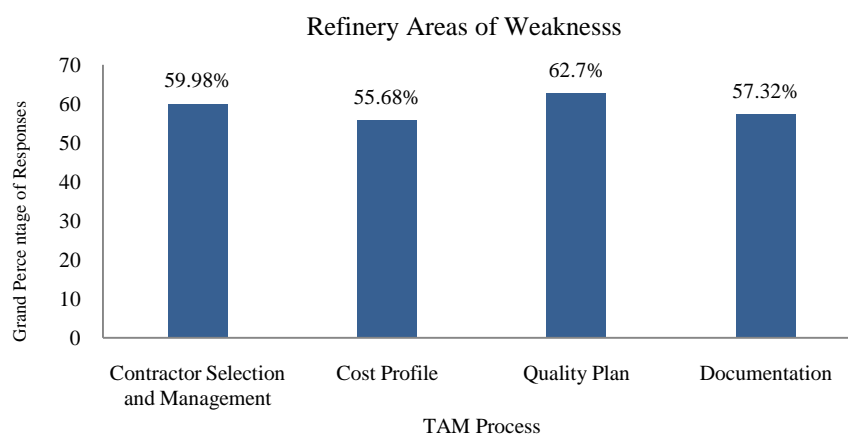 Refinery Areas of Weaknesss
Grand Perce ntage of Responses
70
60
50
40
30
20
10
0
59.98%
55.68%
62.7%
57.32%
Contractor Selection
and Management
Cost Profile
Quality Plan
Documentation
TAM Process